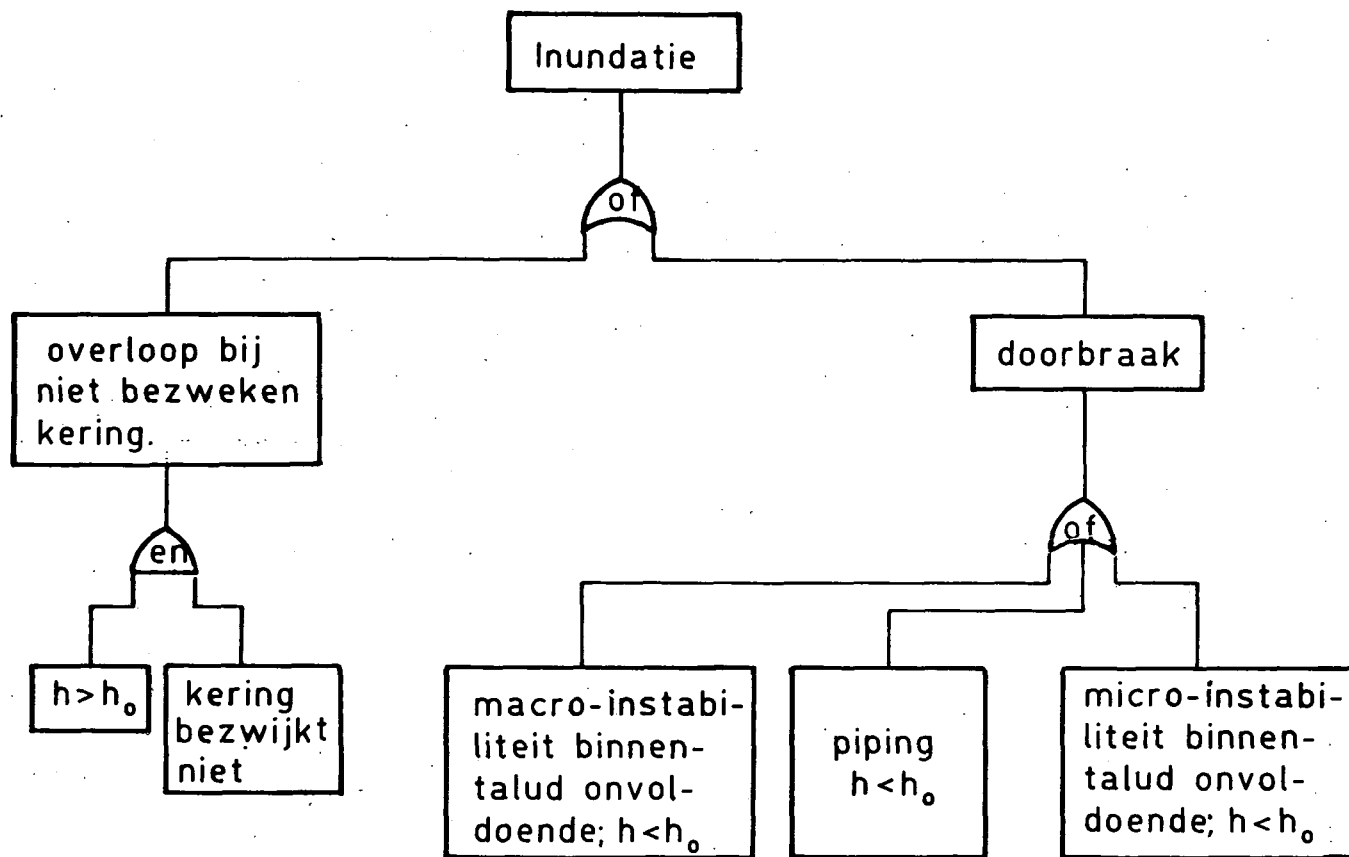 Inundatie
of
overloop bij
niet bezweken
kering.
doorbraak
en
of
h>h₀
kering
bezwijkt
niet
macro-instabi-
liteit binnen-
talud onvol-
doende; h<h₀
piping
h<h₀
micro-instabi-
liteit binnen-
talud onvol-
doende; h<h₀